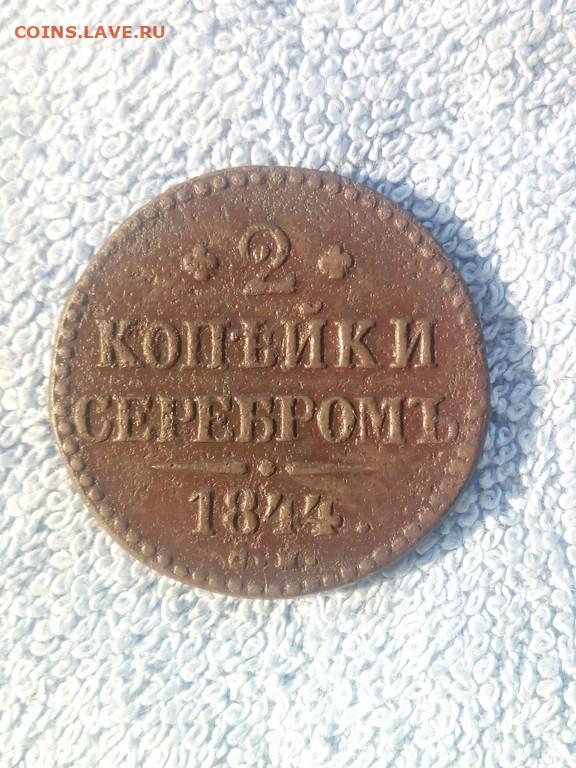 COINS.LAVE.RU
2
КОПѢЙКИ
СЕРЕБРОМЪ
1844.